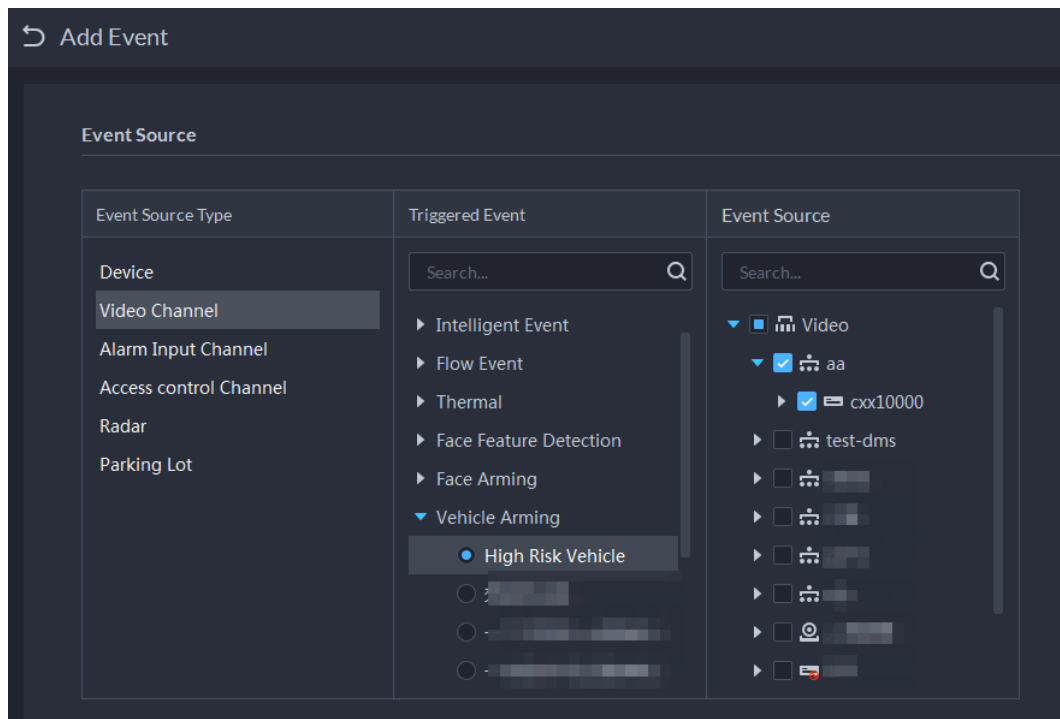 Add Event
Event Source
Event Source Type
Device
Video Channel
Alarm Input Channel
Access control Channel
Radar
Parking Lot
Triggered Event
Search...
Intelligent Event
Flow Event
Thermal
Face Feature Detection
Face Arming
Vehicle Arming
High Risk Vehicle
Event Source
Search...
Video
aa
cxx10000
test-dms